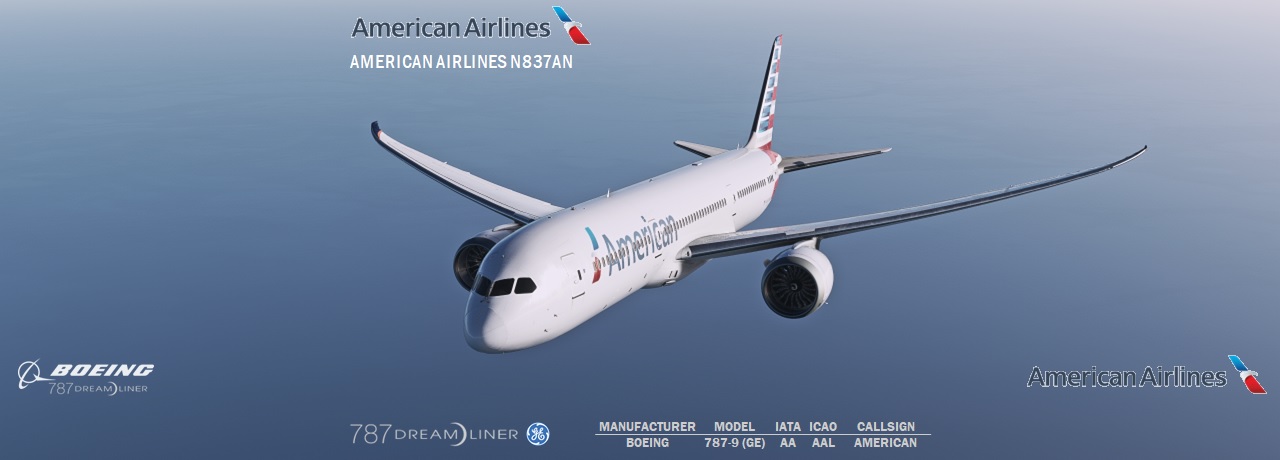 American Airlines
AMERICAN AIRLINES N837AN
American
BOEING
787 DREAMLINER
American Airlines
787 DREAMLINER GE
MANUFACTURER MODEL IATA ICAO CALLSIGN
BOEING 787-9 (GE) AA AAL AMERICAN